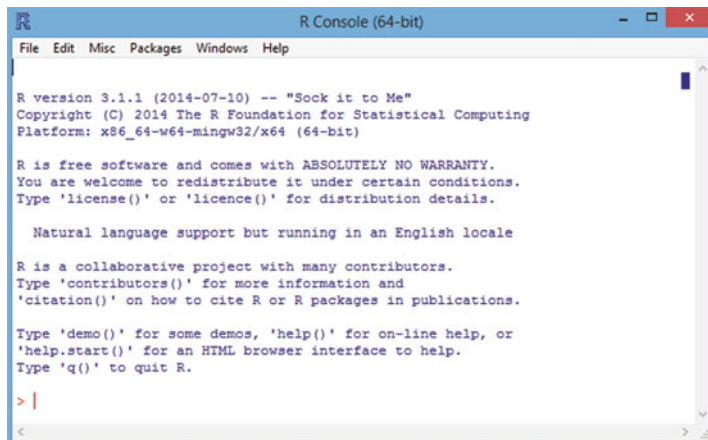 R
R Console (64-bit)
File Edit Misc Packages Windows Help
R version 3.1.1 (2014-07-10) -- "Sock it to Me"
Copyright (C) 2014 The R Foundation for Statistical Computing
Platform: x86_64-w64-mingw32/x64 (64-bit)
R is free software and comes with ABSOLUTELY NO WARRANTY.
You are welcome to redistribute it under certain conditions.
Type 'license()' or 'licence()' for distribution details.
Natural language support but running in an English locale
R is a collaborative project with many contributors.
Type 'contributors()' for more information and
'citation()' on how to cite R or R packages in publications.
Type 'demo()' for some demos, 'help()' for on-line help, or
'help.start()' for an HTML browser interface to help.
Type 'q()' to quit R.
>